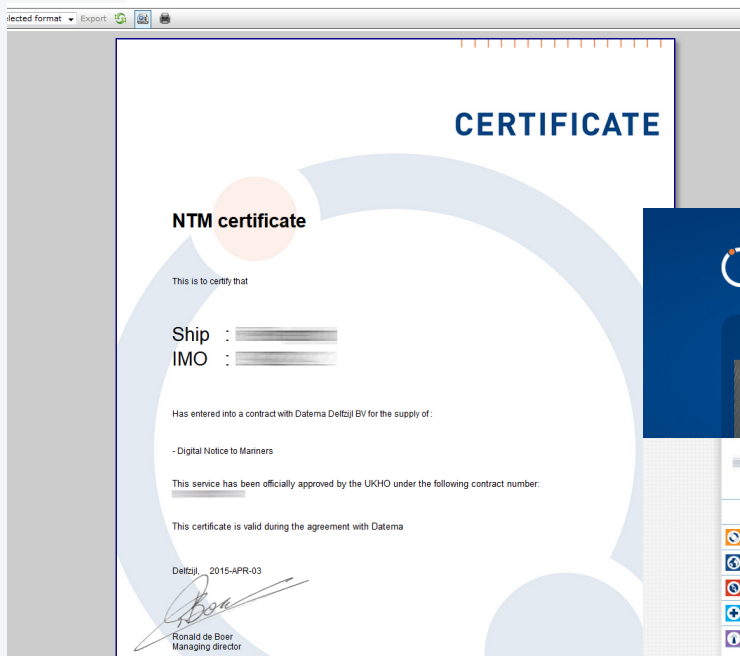 elected format Export
CERTIFICATE
NTM certificate
This is to certify that
Ship :
IMO :
Has entered into a contract with Datema Delfzijl BV for the supply of :
- Digital Notice to Mariners
This service has been officially approved by the UKHO under the following contract number:
This certificate is valid during the agreement with Datema
Delfzijl, 2015-APR-03
Ronald de Boer
Managing director